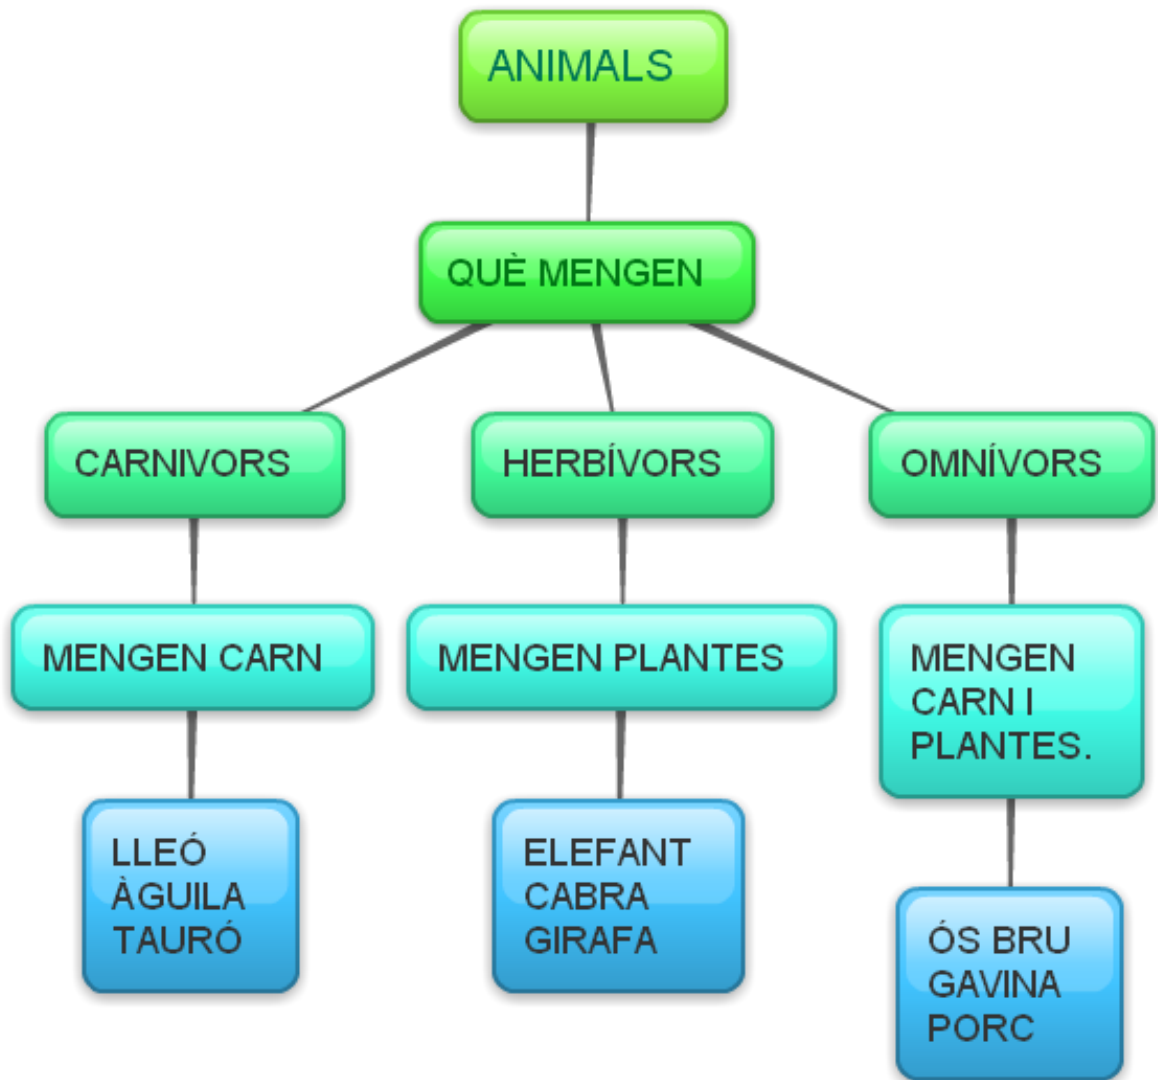 ANIMALS
QUÈ MENGEN
CARNIVORS
HERBÍVORS
OMNÍVORS
MENGEN CARN
MENGEN PLANTES
MENGEN
CARN I
PLANTES.
LLEÓ
ÀGUILA
TAURÓ
ELEFANT
CABRA
GIRAFA
ÓS BRU
GAVINA
PORC